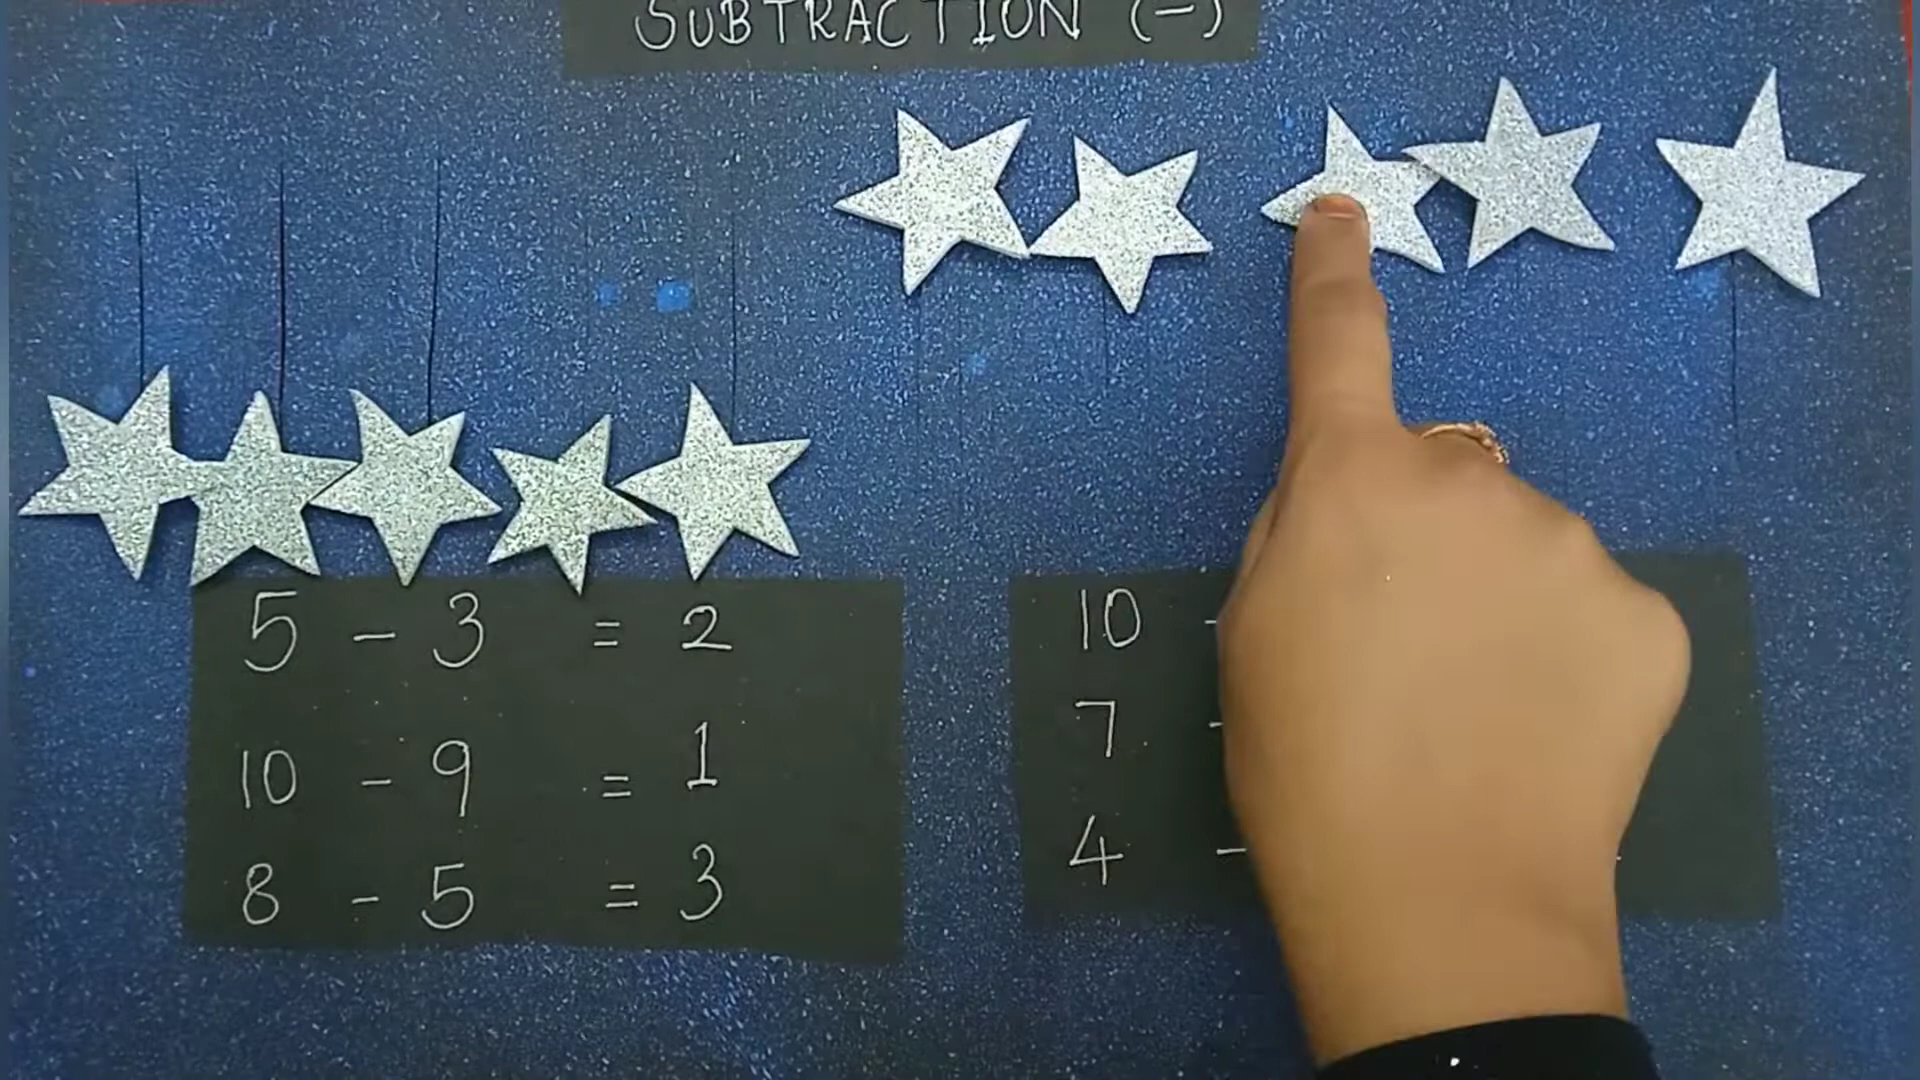 SUBTRACTION (-)
5 - 3 = 2
10 - 9 = 1
8 - 5 = 3
10 -
7 -
4 -